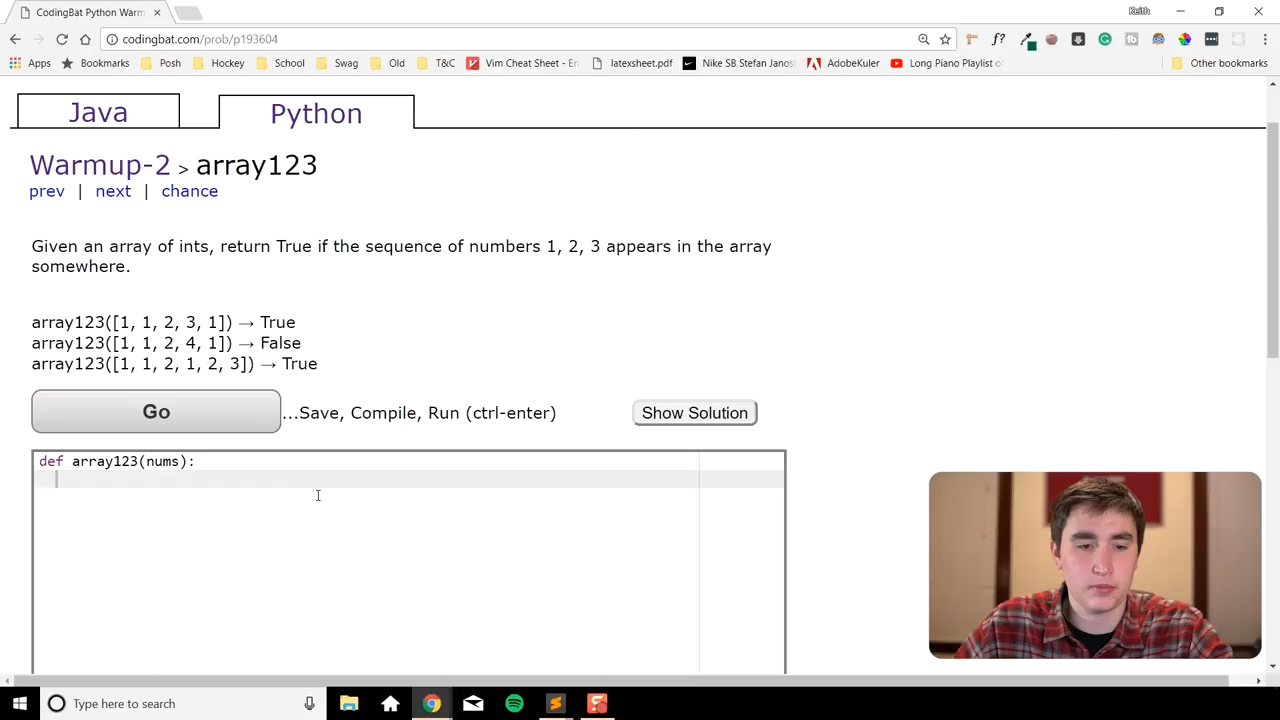 CodingBat Python Warm
Keith
codingbat.com/prob/p193604
Apps Bookmarks Posh Hockey School Swag Old T&C Vim Cheat Sheet - En latexsheet.pdf Nike SB Stefan Janos AdobeKuler Long Piano Playlist o Other bookmarks
Java Python
Warmup-2 > array123
prev | next | chance
Given an array of ints, return True if the sequence of numbers 1, 2, 3 appears in the array
somewhere.
array123([1, 1, 2, 3, 1]) → True
array123([1, 1, 2, 4, 1]) → False
array123([1, 1, 2, 1, 2, 3]) → True
Go ...Save, Compile, Run (ctrl-enter) Show Solution
def array123(nums):
Type here to search